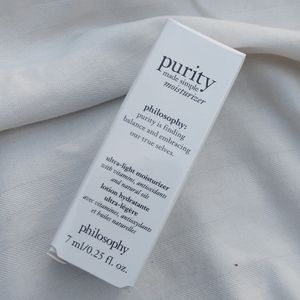 purity
made simple
moisturizer
philosophy:
purity is finding
balance and embracing
our true selves.
ultra-light moisturizer
with vitamins, antioxidants
and natural oils
lotion hydratante
ultra-légère
avec vitamines, antioxydants
et huiles naturelles
philosophy
7 ml/0.25 fl. oz.